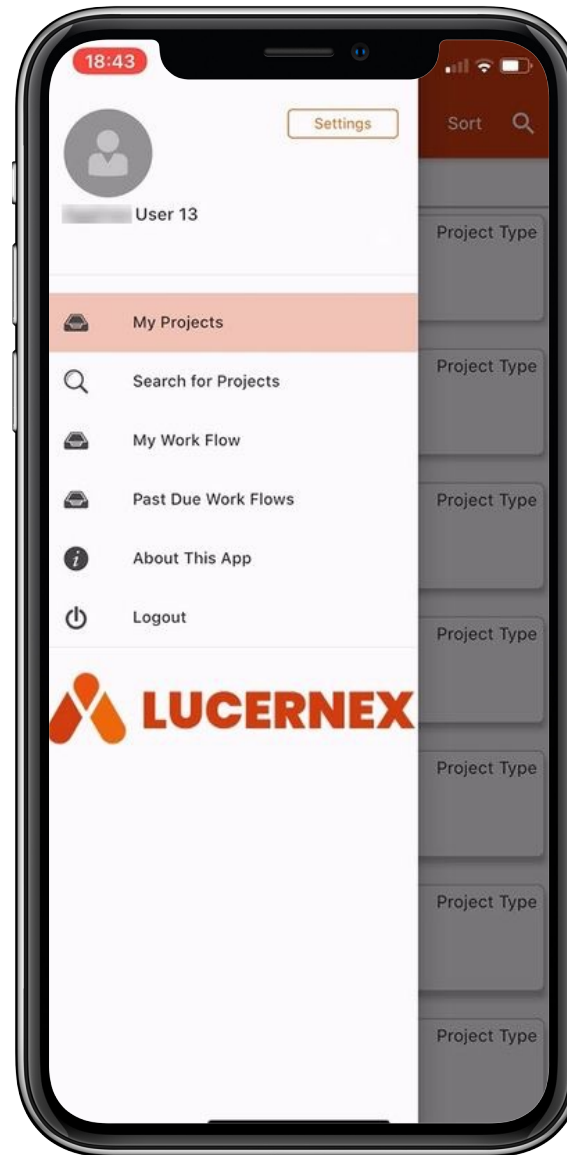 18:43
Settings
Sort
User 13
Project Type
My Projects
Project Type
Search for Projects
My Work Flow
Project Type
Past Due Work Flows
About This App
Project Type
Logout
LUCERNEX
Project Type
Project Type
Project Type